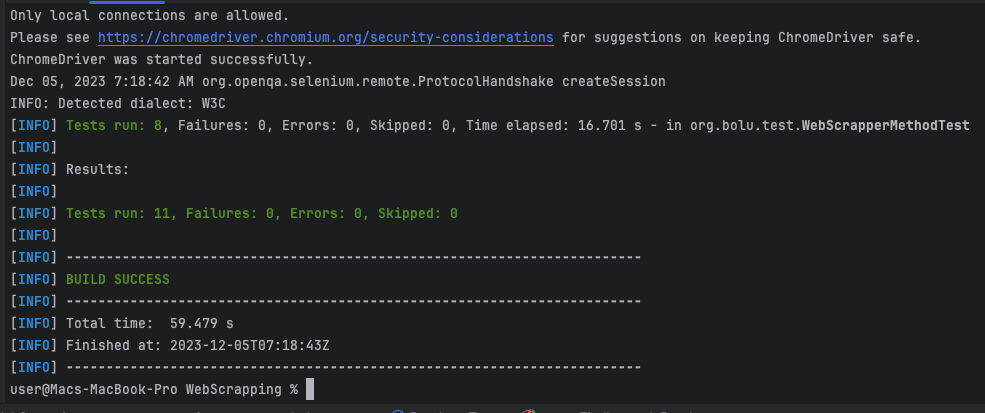 Only local connections are allowed.
Please see https://chromedriver.chromium.org/security-considerations for suggestions on keeping ChromeDriver safe.
ChromeDriver was started successfully.
Dec 05, 2023 7:18:42 AM org.openqa.selenium.remote.ProtocolHandshake createSession
INFO: Detected dialect: W3C
[INFO] Tests run: 8, Failures: 0, Errors: 0, Skipped: 0, Time elapsed: 16.701 s - in org.bolu.test.WebScrapperMethodTest
[INFO]
[INFO] Results:
[INFO]
[INFO] Tests run: 11, Failures: 0, Errors: 0, Skipped: 0
[INFO]
[INFO] ------------------------------------------------------------------------
[INFO] BUILD SUCCESS
[INFO] ------------------------------------------------------------------------
[INFO] Total time:  59.479 s
[INFO] Finished at: 2023-12-05T07:18:43Z
[INFO] ------------------------------------------------------------------------
user@Macs-MacBook-Pro WebScrapping %